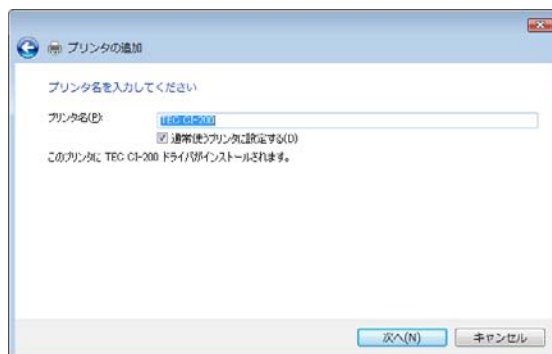 プリンタの追加
プリンタ名を入力してください
プリンタ名(P): TEC CI-200
通常使うプリンタに設定する(D)
このプリンタに TEC CI-200 ドライバがインストールされます。
次へ(N) キャンセル